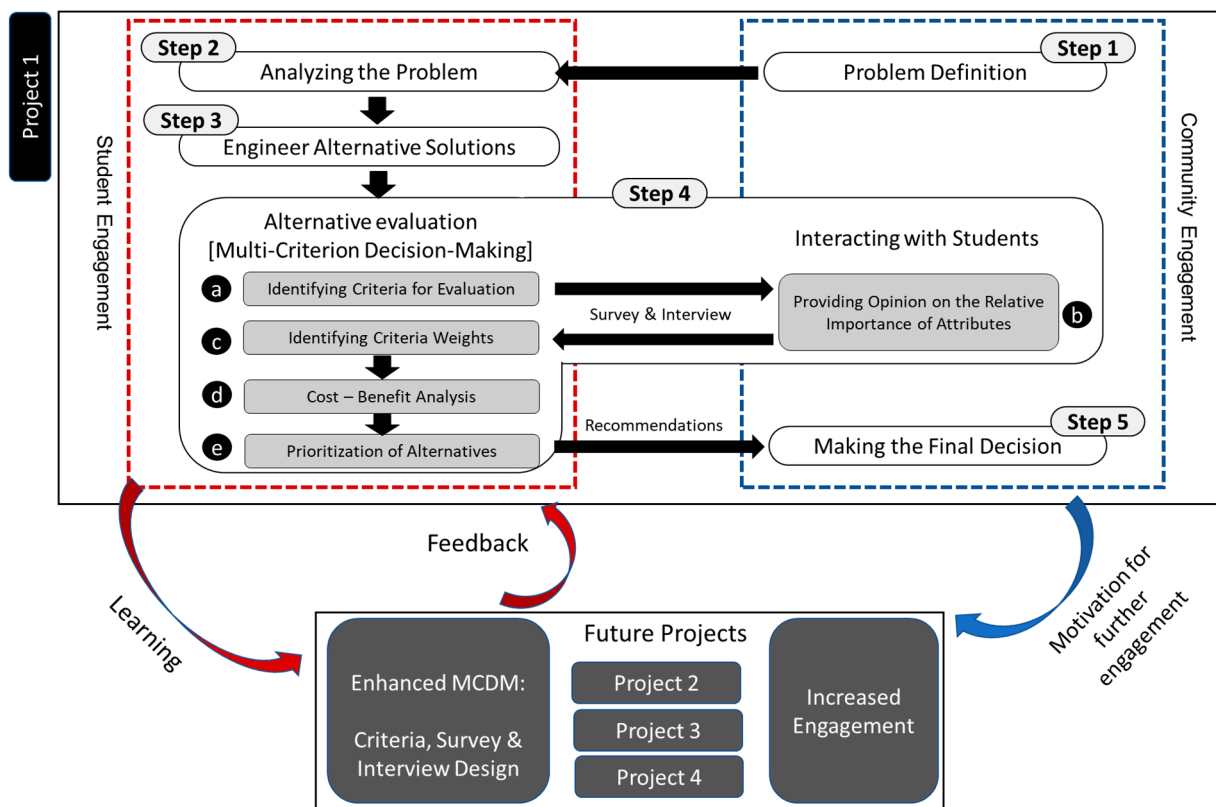 Project 1
Student Engagement
Community Engagement
Step 2
Analyzing the Problem
Step 1
Problem Definition
Step 3
Engineer Alternative Solutions
Step 4
Alternative evaluation
[Multi-Criterion Decision-Making]
Interacting with Students
a
Identifying Criteria for Evaluation
Survey & Interview
Providing Opinion on the Relative
Importance of Attributes
b
c
Identifying Criteria Weights
d
Cost – Benefit Analysis
e
Prioritization of Alternatives
Recommendations
Step 5
Making the Final Decision
Learning
Feedback
Motivation for
further
engagement
Future Projects
Enhanced MCDM:
Criteria, Survey &
Interview Design
Project 2
Project 3
Project 4
Increased
Engagement